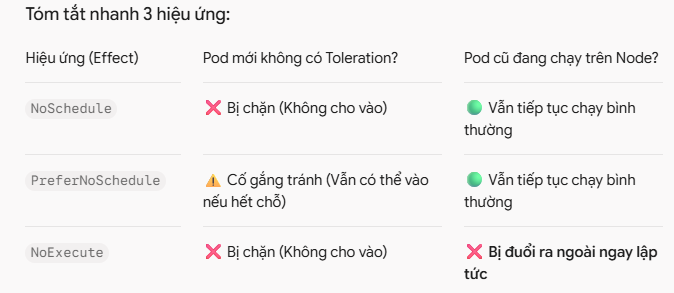 Tóm tắt nhanh 3 hiệu ứng:
Hiệu ứng (Effect) Pod mới không có Toleration? Pod cũ đang chạy trên Node?
NoSchedule ❌ Bị chặn (Không cho vào) 🟢 Vẫn tiếp tục chạy bình
thường
PreferNoSchedule ⚠️ Cố gắng tránh (Vẫn có thể vào 🟢 Vẫn tiếp tục chạy bình
nếu hết chỗ) thường
NoExecute ❌ Bị chặn (Không cho vào) ❌ Bị đuổi ra ngoài ngay lập
tức